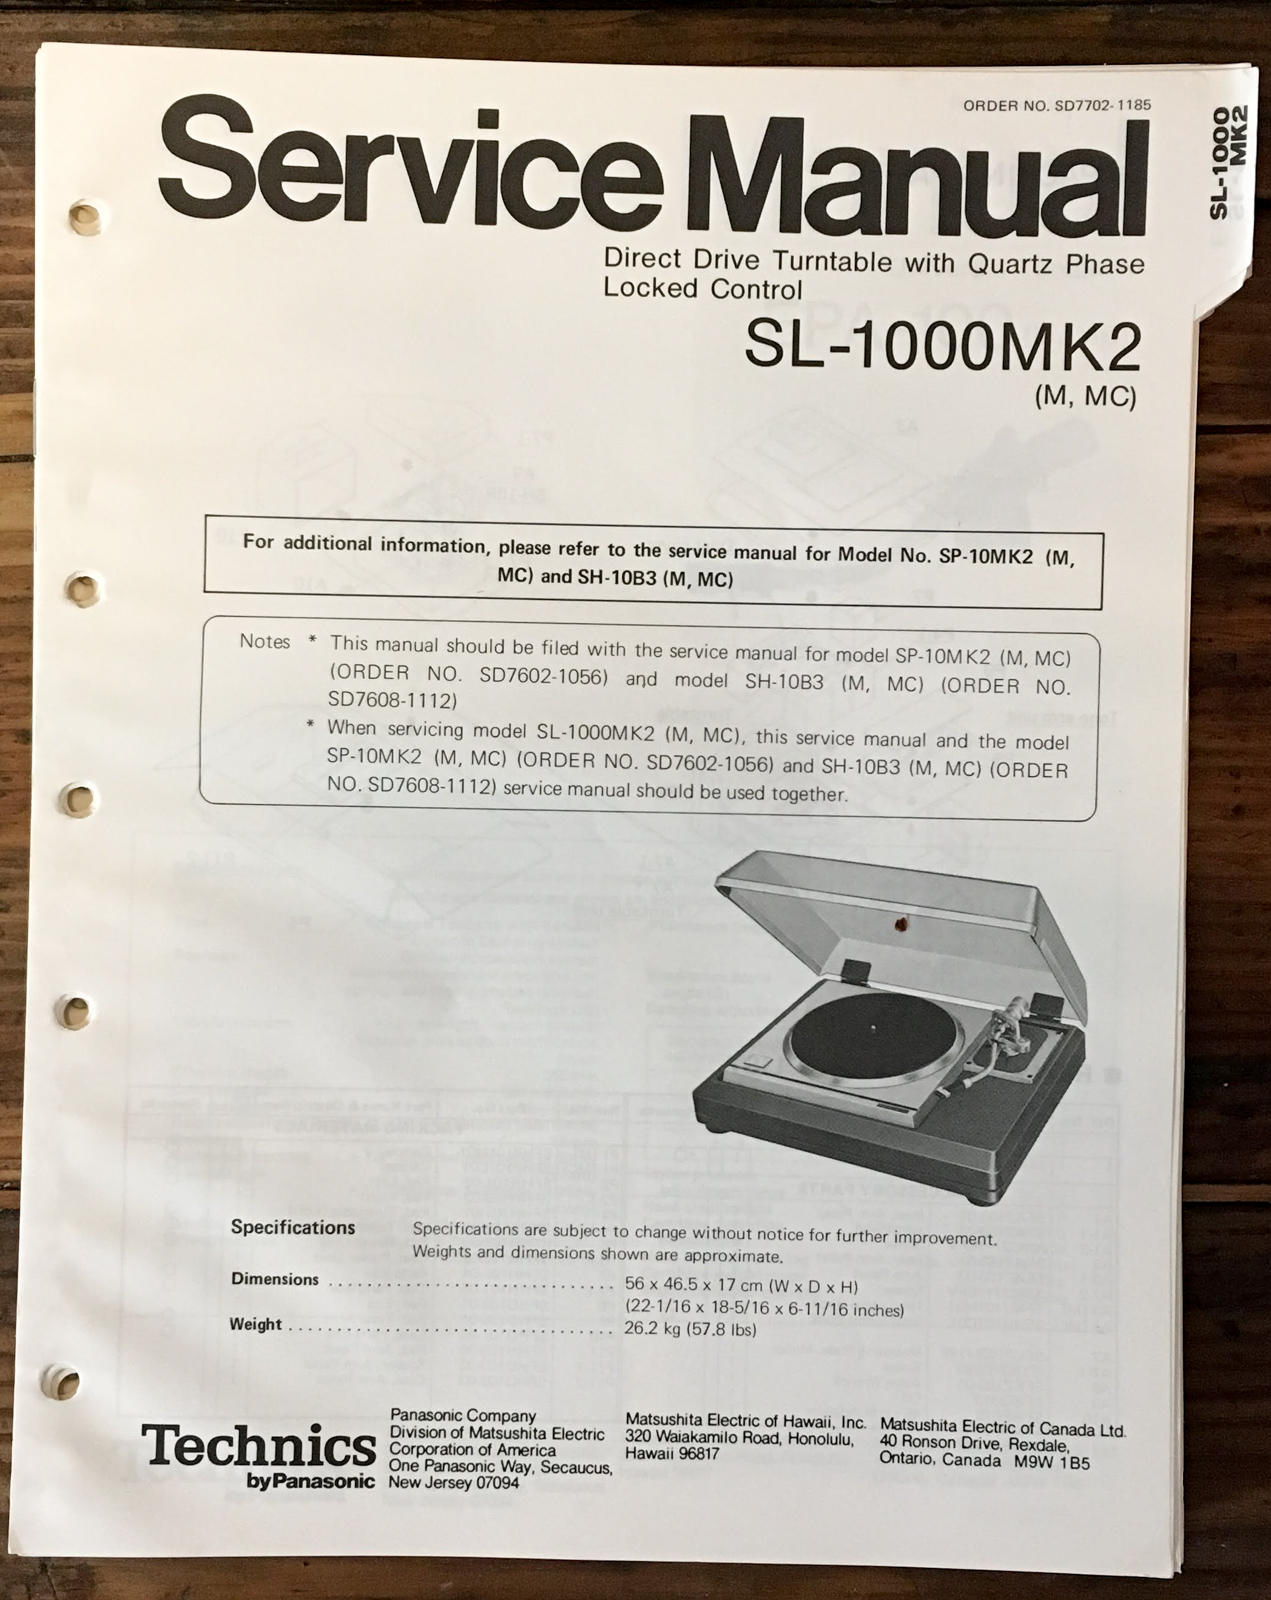 ORDER NO. SD7702-1185
SL-1000
MK2
Service Manual
Direct Drive Turntable with Quartz Phase
Locked Control
SL-1000MK2
(M, MC)
For additional information, please refer to the service manual for Model No. SP-10MK2 (M,
MC) and SH-10B3 (M, MC)
Notes * This manual should be filed with the service manual for model SP-10MK2 (M, MC)
(ORDER NO. SD7602-1056) and model SH-10B3 (M, MC) (ORDER NO.
SD7608-1112)
* When servicing model SL-1000MK2 (M, MC), this service manual and the model
SP-10MK2 (M, MC) (ORDER NO. SD7602-1056) and SH-10B3 (M, MC) (ORDER
NO. SD7608-1112) service manual should be used together.
Specifications Specifications are subject to change without notice for further improvement.
Weights and dimensions shown are approximate.
Dimensions ............................ 56 x 46.5 x 17 cm (W x D x H)
(22-1/16 x 18-5/16 x 6-11/16 inches)
Weight ................................ 26.2 kg (57.8 lbs)
Technics
by Panasonic
Panasonic Company
Division of Matsushita Electric
Corporation of America
One Panasonic Way, Secaucus,
New Jersey 07094
Matsushita Electric of Hawaii, Inc.
320 Waiakamilo Road, Honolulu,
Hawaii 96817
Matsushita Electric of Canada Ltd.
40 Ronson Drive, Rexdale,
Ontario, Canada M9W 1B5